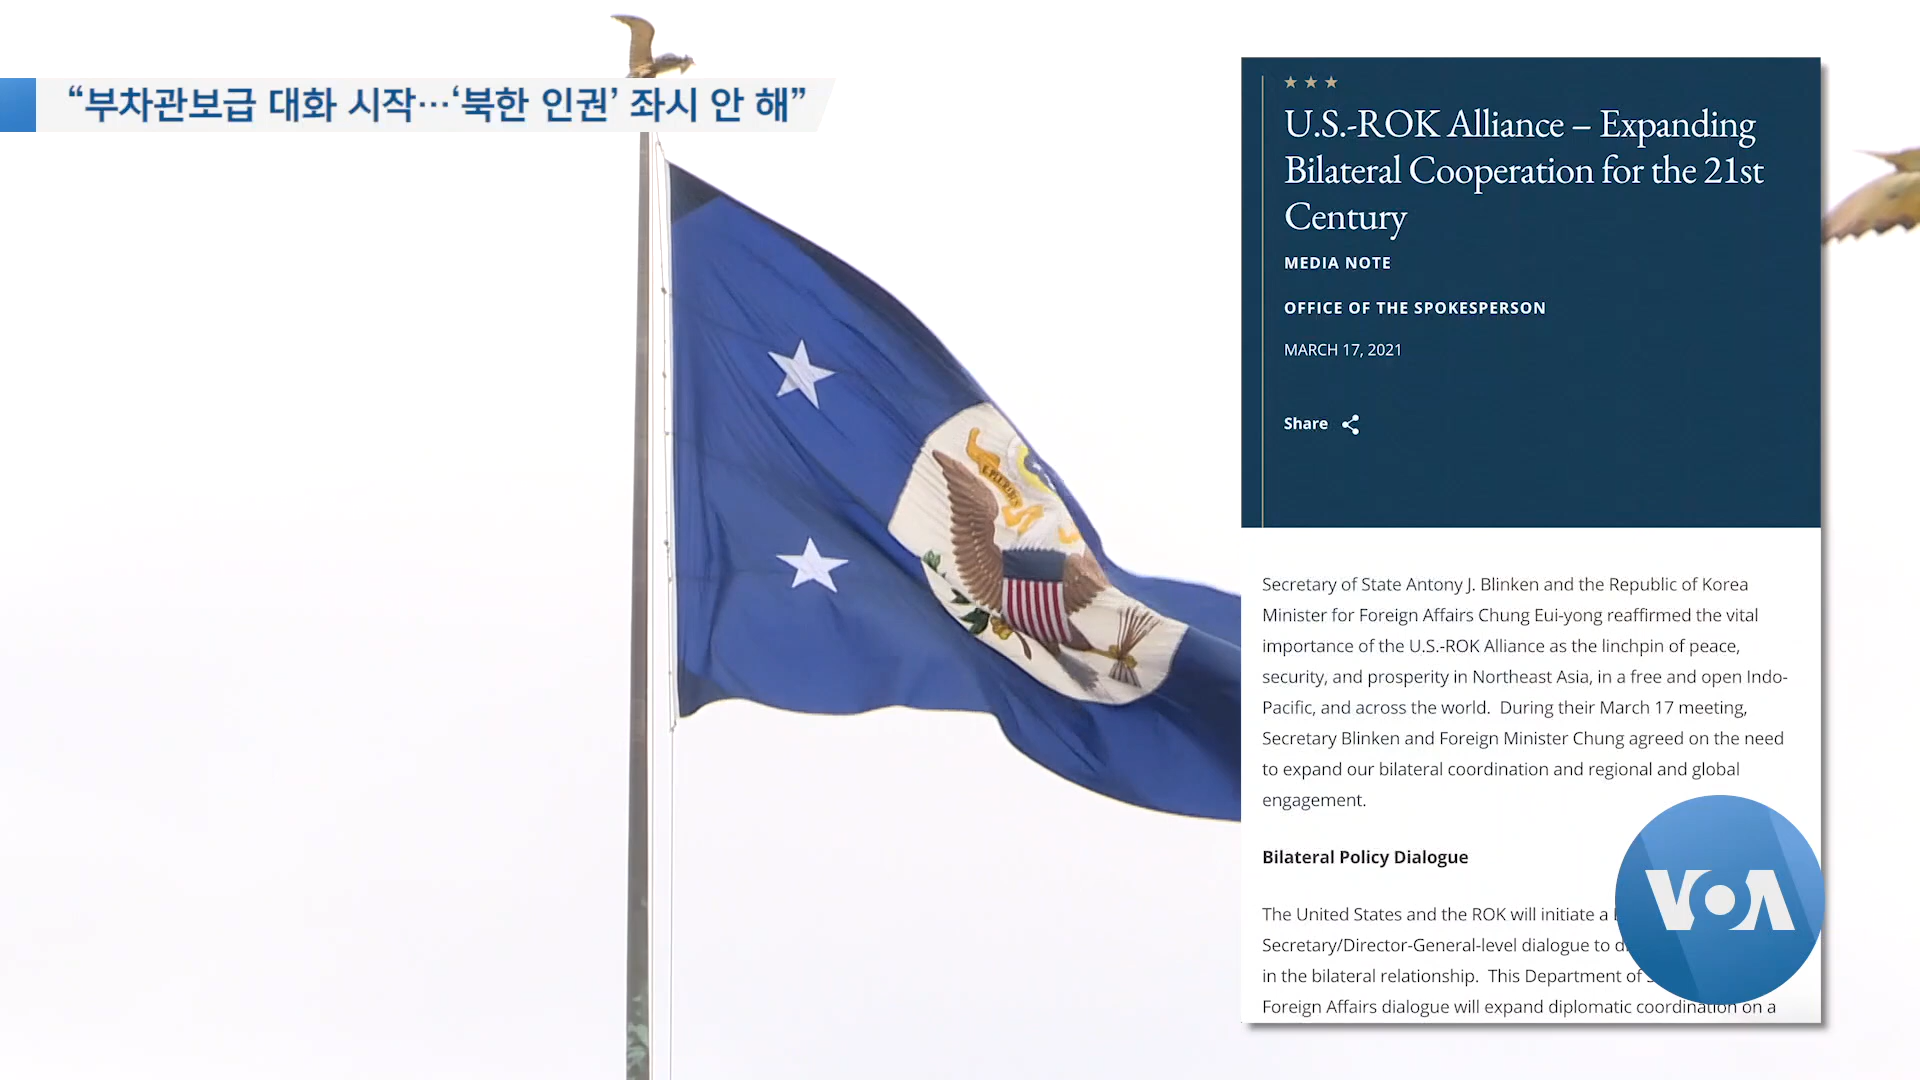 “부차관보급 대화 시작…‘북한 인권’ 좌시 안 해”
U.S.-ROK Alliance – Expanding
Bilateral Cooperation for the 21st
Century
MEDIA NOTE
OFFICE OF THE SPOKESPERSON
MARCH 17, 2021
Share
Secretary of State Antony J. Blinken and the Republic of Korea
Minister for Foreign Affairs Chung Eui-yong reaffirmed the vital
importance of the U.S.-ROK Alliance as the linchpin of peace,
security, and prosperity in Northeast Asia, in a free and open Indo-
Pacific, and across the world.  During their March 17 meeting,
Secretary Blinken and Foreign Minister Chung agreed on the need
to expand our bilateral coordination and regional and global
engagement.
Bilateral Policy Dialogue
The United States and the ROK will initiate a
Secretary/Director-General-level dialogue to
in the bilateral relationship.  This Department of
Foreign Affairs dialogue will expand diplomatic coordination on a
VOA